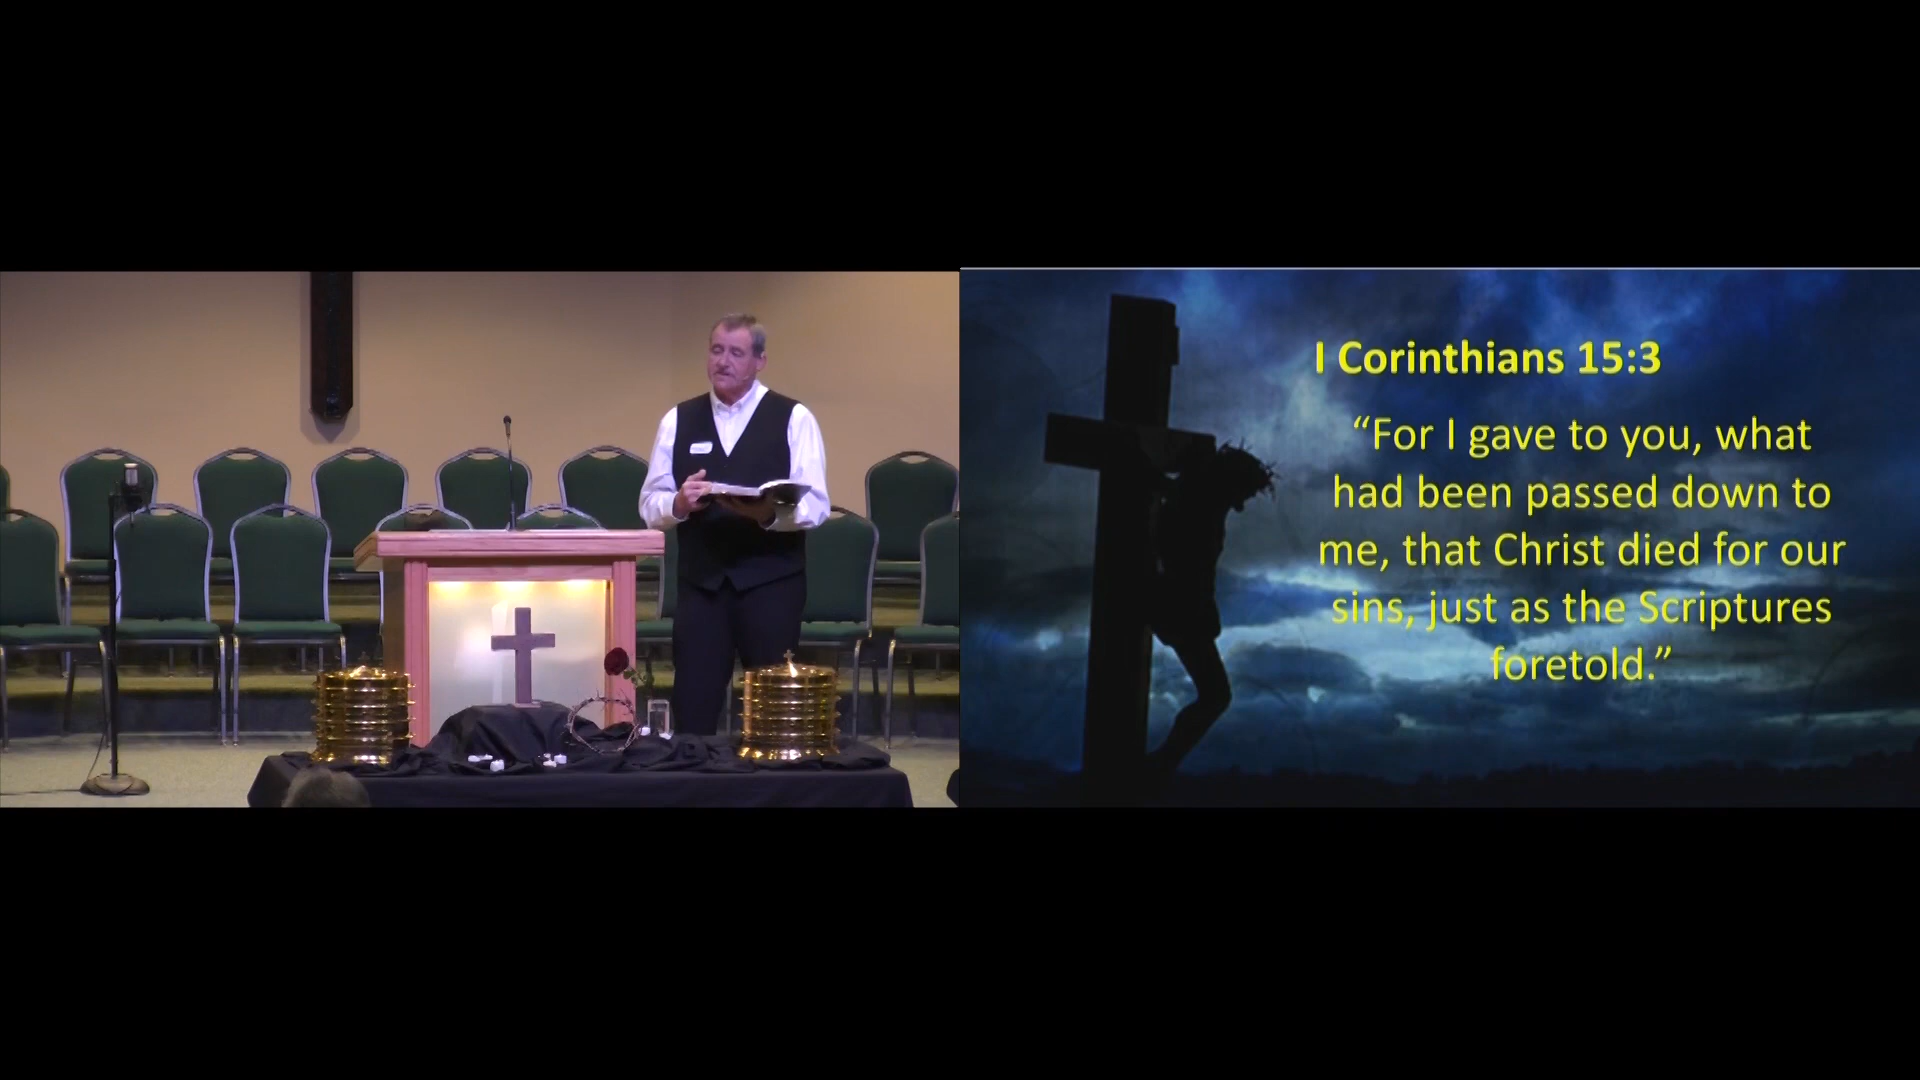 I Corinthians 15:3
“For I gave to you, what
had been passed down to
me, that Christ died for our
sins, just as the Scriptures
foretold.”